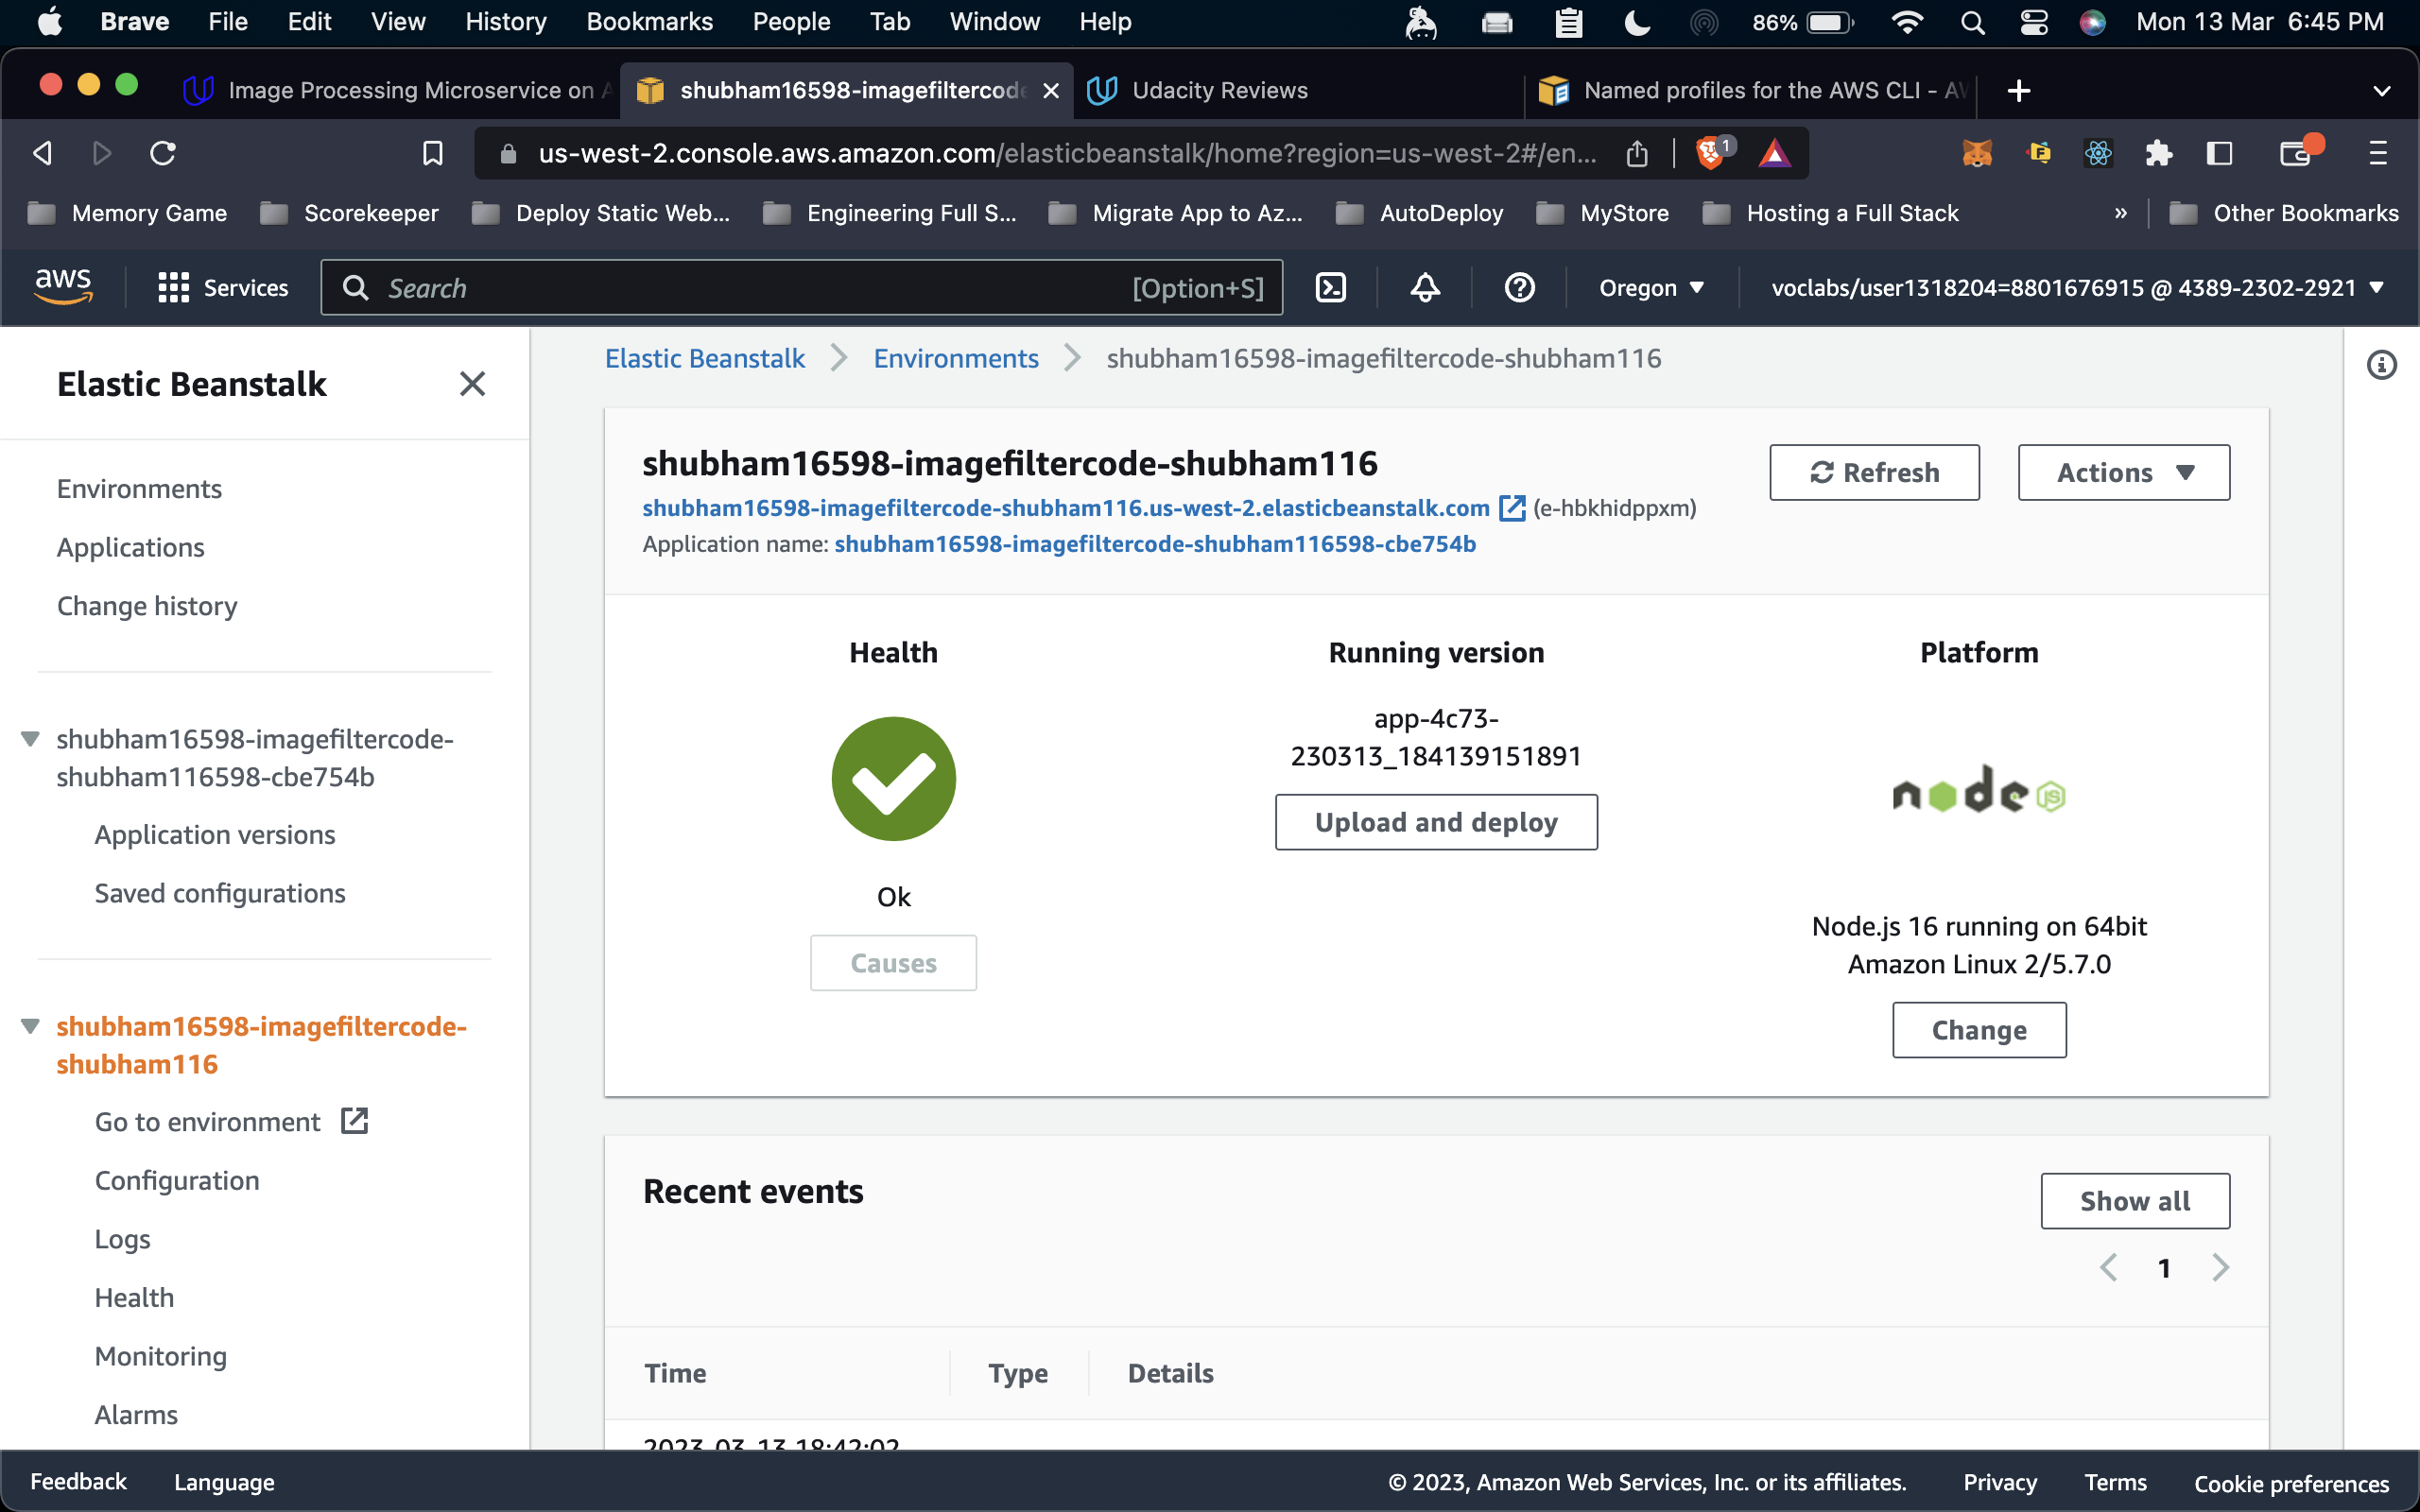 Brave File Edit View History Bookmarks People Tab Window Help 86% Mon 13 Mar 6:45 PM
Image Processing Microservice on A shubham16598-imagefiltercode Udacity Reviews Named profiles for the AWS CLI - AW
us-west-2.console.aws.amazon.com/elasticbeanstalk/home?region=us-west-2#/en... 1
Memory Game Scorekeeper Deploy Static Web... Engineering Full S... Migrate App to Az... AutoDeploy MyStore Hosting a Full Stack » Other Bookmarks
aws Services Search [Option+S] Oregon voclabs/user1318204=8801676915 @ 4389-2302-2921
Elastic Beanstalk
Environments
Applications
Change history
shubham16598-imagefiltercode-
shubham116598-cbe754b
Application versions
Saved configurations
shubham16598-imagefiltercode-
shubham116
Go to environment
Configuration
Logs
Health
Monitoring
Alarms
Elastic Beanstalk Environments shubham16598-imagefiltercode-shubham116
shubham16598-imagefiltercode-shubham116
shubham16598-imagefiltercode-shubham116.us-west-2.elasticbeanstalk.com (e-hbkhidppxm)
Application name: shubham16598-imagefiltercode-shubham116598-cbe754b
Refresh
Actions
Health
Ok
Causes
Running version
app-4c73-
230313_184139151891
Upload and deploy
Platform
node JS
Node.js 16 running on 64bit
Amazon Linux 2/5.7.0
Change
Recent events
Show all
1
Time Type Details
2023-03-13 18:42:02
Feedback Language © 2023, Amazon Web Services, Inc. or its affiliates. Privacy Terms Cookie preferences